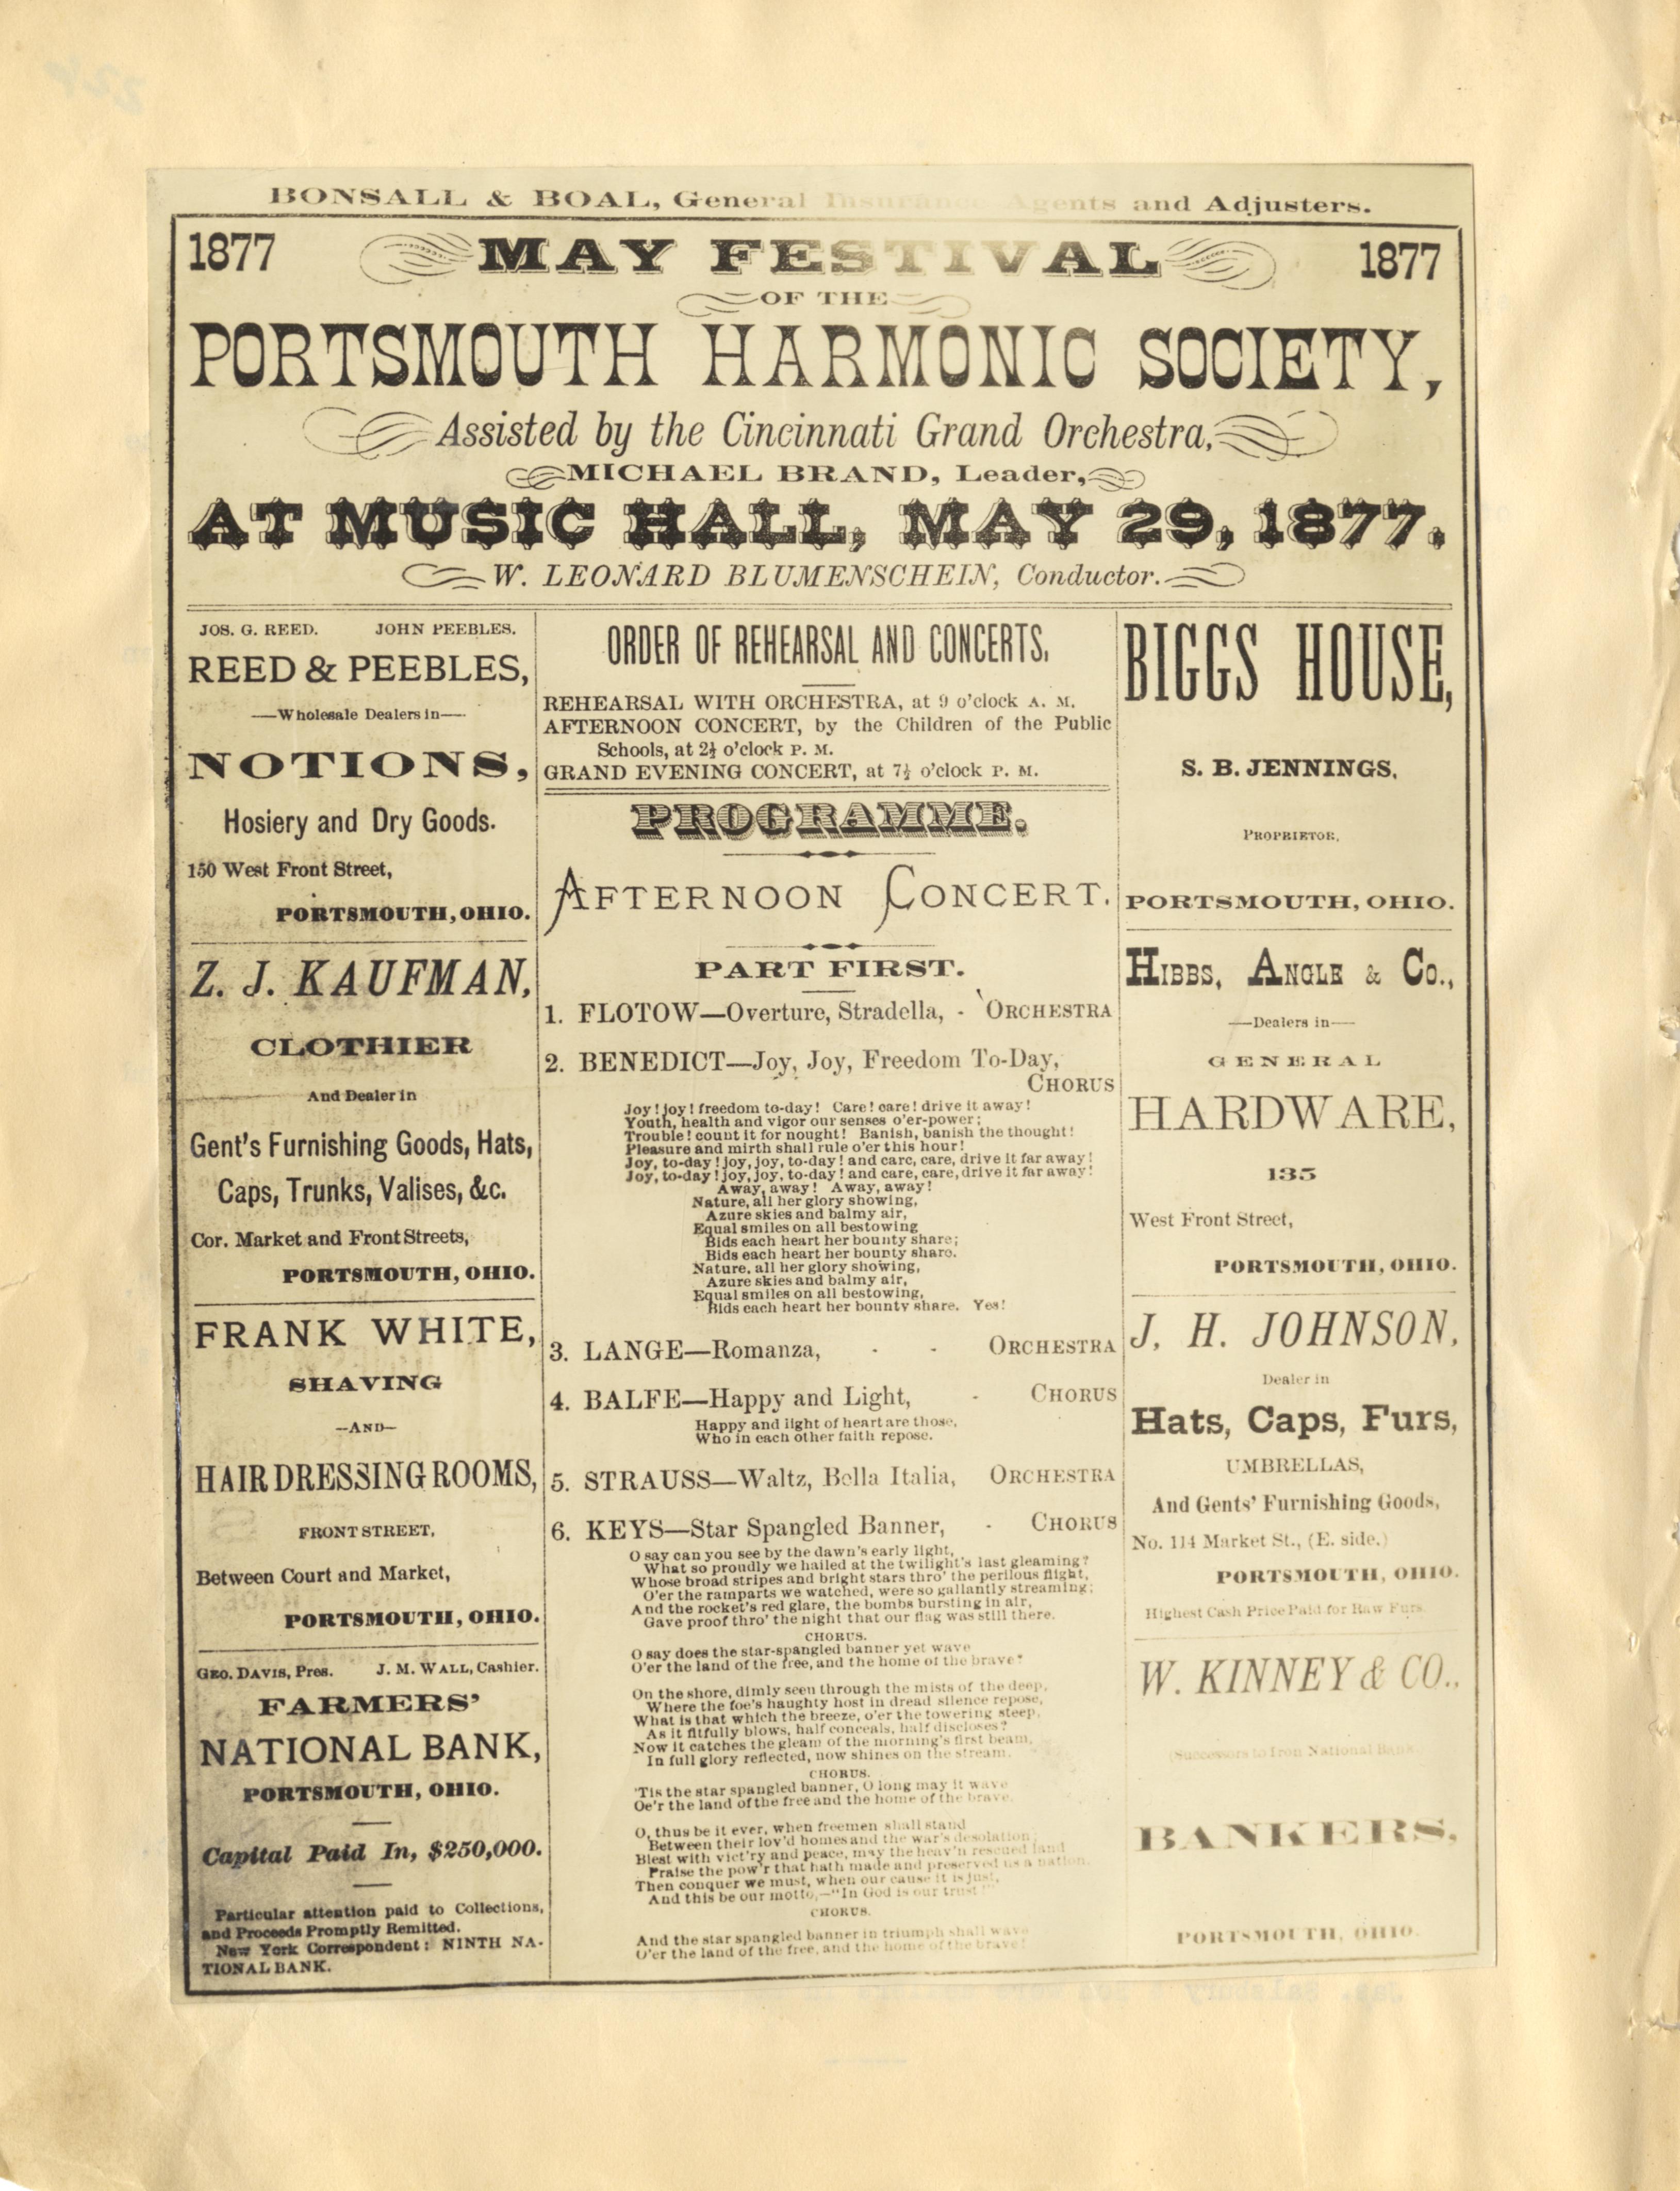 BONSALL & BOAL, General Insurance Agents and Adjusters.
1877 MAY FESTIVAL 1877
OF THE
PORTSMOUTH HARMONIC SOCIETY,
Assisted by the Cincinnati Grand Orchestra,
MICHAEL BRAND, Leader,
AT MUSIC HALL, MAY 29, 1877.
W. LEONARD BLUMENSCHEIN, Conductor.
JOS. G. REED. JOHN PEEBLES.
REED & PEEBLES,
—Wholesale Dealers in—
NOTIONS,
Hosiery and Dry Goods.
150 West Front Street,
PORTSMOUTH, OHIO.
Z. J. KAUFMAN,
CLOTHIER
And Dealer in
Gent's Furnishing Goods, Hats,
Caps, Trunks, Valises, &c.
Cor. Market and Front Streets,
PORTSMOUTH, OHIO.
FRANK WHITE,
SHAVING
—AND—
HAIR DRESSING ROOMS,
FRONT STREET,
Between Court and Market,
PORTSMOUTH, OHIO.
GEO. DAVIS, Pres. J. M. WALL, Cashier.
FARMERS'
NATIONAL BANK,
PORTSMOUTH, OHIO.
Capital Paid In, $250,000.
Particular attention paid to Collections,
and Proceeds Promptly Remitted.
New York Correspondent: NINTH NA-
TIONAL BANK.
ORDER OF REHEARSAL AND CONCERTS.
REHEARSAL WITH ORCHESTRA, at 9 o'clock A. M.
AFTERNOON CONCERT, by the Children of the Public
Schools, at 2½ o'clock P. M.
GRAND EVENING CONCERT, at 7½ o'clock P. M.
PROGRAMME.
AFTERNOON CONCERT.
PART FIRST.
1. FLOTOW—Overture, Stradella, - ORCHESTRA
2. BENEDICT—Joy, Joy, Freedom To-Day,
CHORUS
Joy! joy! freedom to-day! Care! care! drive it away!
Youth, health and vigor our senses o'er-power;
Trouble! count it for nought! Banish, banish the thought!
Pleasure and mirth shall rule o'er this hour!
Joy, to-day! joy, joy, to-day! and care, care, drive it far away!
Joy, to-day! joy, joy, to-day! and care, care, drive it far away!
Away, away! Away, away!
Nature, all her glory showing,
Azure skies and balmy air,
Equal smiles on all bestowing
Bids each heart her bounty share;
Bids each heart her bounty share.
Nature, all her glory showing,
Azure skies and balmy air,
Equal smiles on all bestowing,
Bids each heart her bounty share. Yes!
3. LANGE—Romanza, - - ORCHESTRA
4. BALFE—Happy and Light, - CHORUS
Happy and light of heart are those,
Who in each other faith repose.
5. STRAUSS—Waltz, Bella Italia, ORCHESTRA
6. KEYS—Star Spangled Banner, - CHORUS
O say can you see by the dawn's early light,
What so proudly we hailed at the twilight's last gleaming?
Whose broad stripes and bright stars thro' the perilous flight,
O'er the ramparts we watched, were so gallantly streaming;
And the rocket's red glare, the bombs bursting in air,
Gave proof thro' the night that our flag was still there.
CHORUS.
O say does the star-spangled banner yet wave
O'er the land of the free, and the home of the brave?
On the shore, dimly seen through the mists of the deep,
Where the foe's haughty host in dread silence repose,
What is that which the breeze, o'er the towering steep,
As it fitfully blows, half conceals, half discloses?
Now it catches the gleam of the morning's first beam,
In full glory reflected, now shines on the stream.
CHORUS.
'Tis the star spangled banner, O long may it wave
Oe'r the land of the free and the home of the brave.
O, thus be it ever, when freemen shall stand
Between their lov'd homes and the war's desolation;
Blest with vict'ry and peace, may the heav'n rescued land
Praise the pow'r that hath made and preserved us a nation.
Then conquer we must, when our cause it is just,
And this be our motto,—"In God is our trust!"
CHORUS.
And the star spangled banner in triumph shall wave
O'er the land of the free, and the home of the brave!
BIGGS HOUSE,
S. B. JENNINGS,
PROPRIETOR,
PORTSMOUTH, OHIO.
HIBBS, ANGLE & CO.,
—Dealers in—
GENERAL
HARDWARE,
135
West Front Street,
PORTSMOUTH, OHIO.
J. H. JOHNSON,
Dealer in
Hats, Caps, Furs,
UMBRELLAS,
And Gents' Furnishing Goods,
No. 114 Market St., (E. side.)
PORTSMOUTH, OHIO.
Highest Cash Price Paid for Raw Furs.
W. KINNEY & CO.,
(Successors to Iron National Bank
BANKERS,
PORTSMOUTH, OHIO.